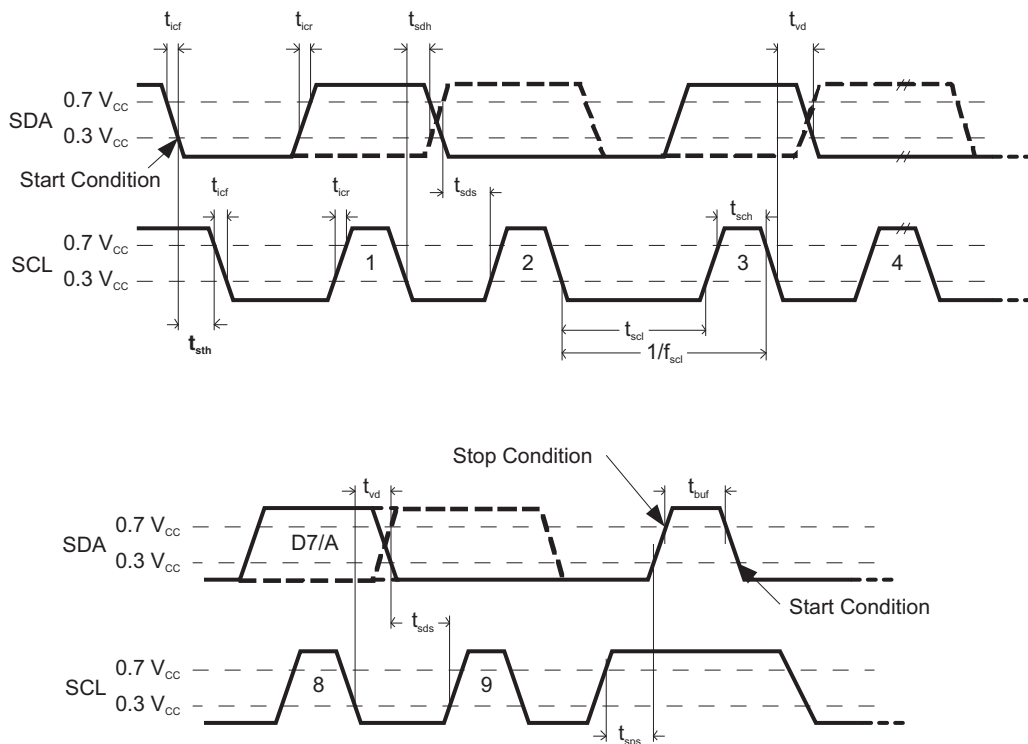 t_icf t_icr t_sdh t_vd
0.7 V_CC
SDA
0.3 V_CC
Start Condition
t_icf t_icr t_sds t_sch
0.7 V_CC
SCL
0.3 V_CC
1 2 3 4
t_sth
t_scl
1/f_scl
Stop Condition
t_vd t_buf
0.7 V_CC
SDA
D7/A
0.3 V_CC
Start Condition
t_sds
0.7 V_CC
SCL
0.3 V_CC
8 9
t_sps